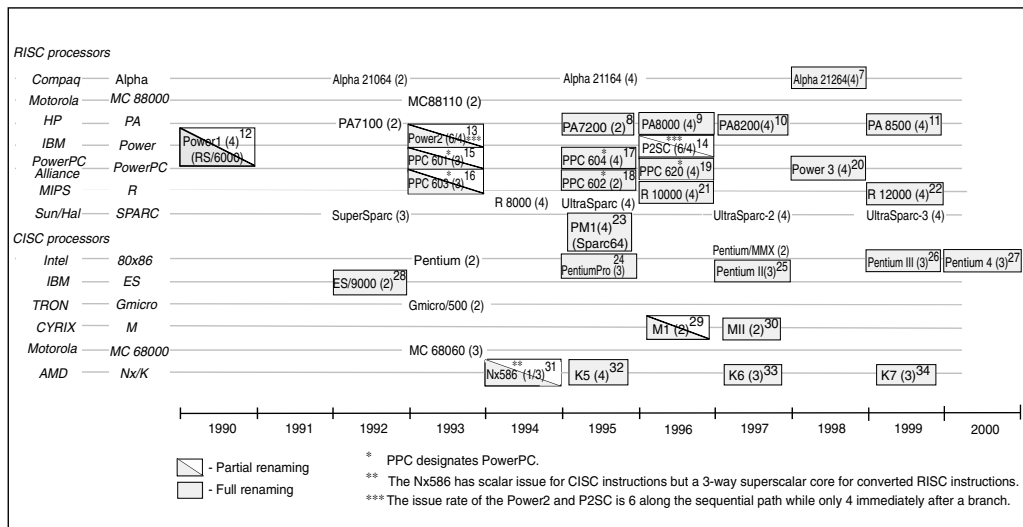 RISC processors
Compaq Alpha Alpha 21064 (2) Alpha 21164 (4) Alpha 21264(4)7
Motorola MC 88000 MC88110 (2)
HP PA PA7100 (2) PA7200 (2)8 PA8000 (4)9 PA8200(4)10 PA 8500 (4)11
IBM Power Power1 (4)12 (RS/6000) Power2 (6/4)13 *** P2SC (6/4)14 ***
PowerPC Alliance PowerPC PPC 601 (3)15 * PPC 604 (4)17 * PPC 603 (3)16 * PPC 602 (2)18 * PPC 620 (4)19 * Power 3 (4)20
MIPS R R 8000 (4) R 10000 (4)21 R 12000 (4)22
Sun/Hal SPARC SuperSparc (3) UltraSparc (4) UltraSparc-2 (4) UltraSparc-3 (4)
PM1(4)23
(Sparc64)
CISC processors
Intel 80x86 Pentium (2) PentiumPro (3)24 Pentium/MMX (2) Pentium II(3)25 Pentium III (3)26 Pentium 4 (3)27
IBM ES ES/9000 (2)28
TRON Gmicro Gmicro/500 (2)
CYRIX M M1 (2)29 MII (2)30
Motorola MC 68000 MC 68060 (3)
AMD Nx/K Nx586 (1/3)31 ** K5 (4)32 K6 (3)33 K7 (3)34
1990 1991 1992 1993 1994 1995 1996 1997 1998 1999 2000
- Partial renaming
- Full renaming
* PPC designates PowerPC.
** The Nx586 has scalar issue for CISC instructions but a 3-way superscalar core for converted RISC instructions.
*** The issue rate of the Power2 and P2SC is 6 along the sequential path while only 4 immediately after a branch.